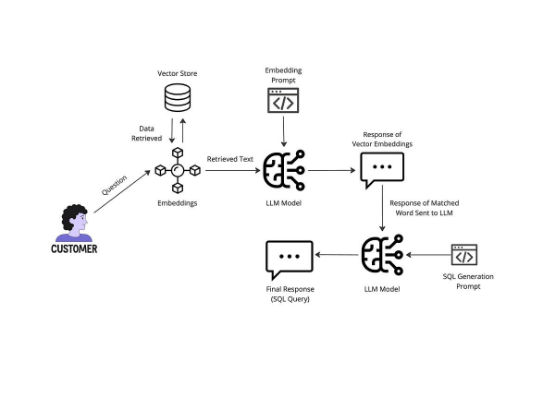 Vector Store
Embedding
Prompt
Data
Retrieved
Response of
Vector Embeddings
Retrieved Text
Question
Embeddings
LLM Model
Response of Matched
Word Sent to LLM
CUSTOMER
Final Response
(SQL Query)
LLM Model
SQL Generation
Prompt